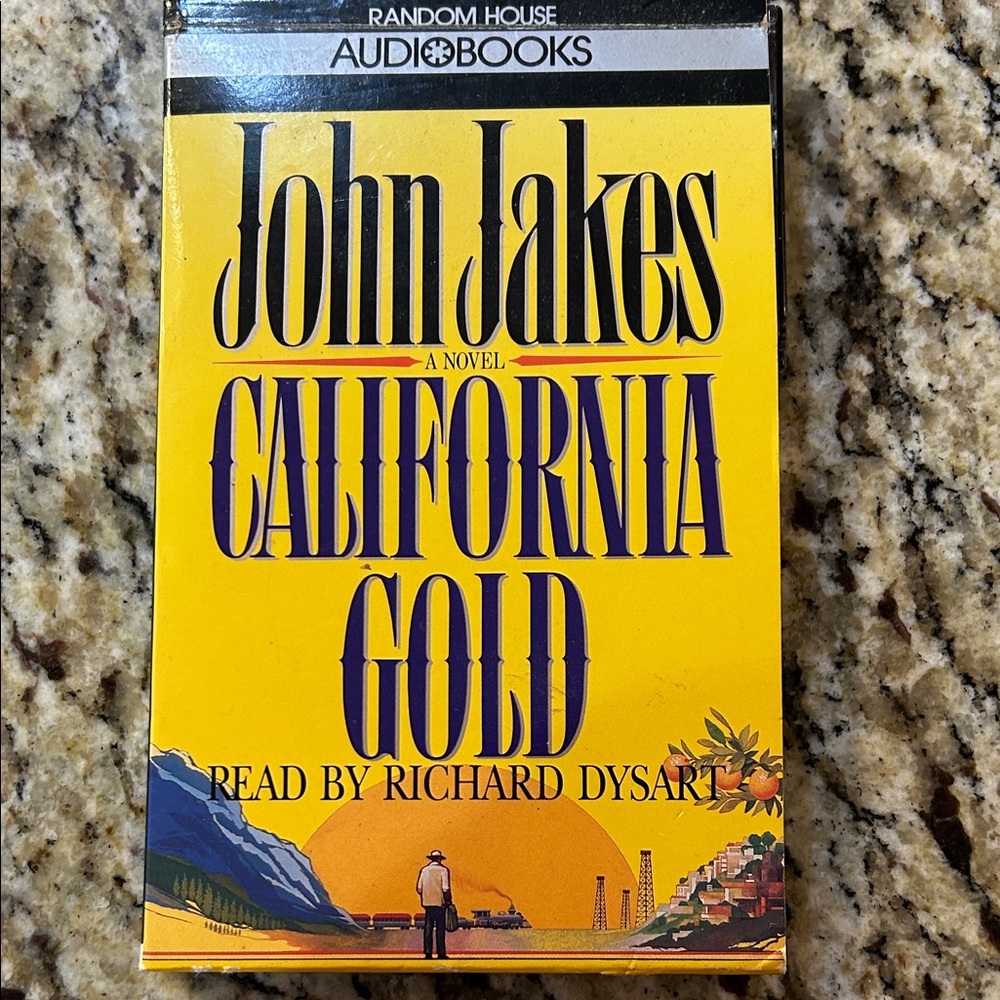 RANDOM HOUSE
AUDIOBOOKS
John Jakes
A NOVEL
CALIFORNIA
GOLD
READ BY RICHARD DYSART